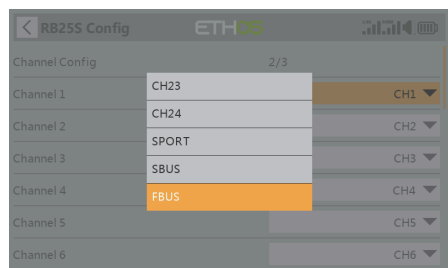 RB25S Config ETHOS
Channel Config 2/3
Channel 1 CH1
Channel 2 CH2
Channel 3 CH3
Channel 4 CH4
Channel 5 CH5
Channel 6 CH6
CH23
CH24
SPORT
SBUS
FBUS